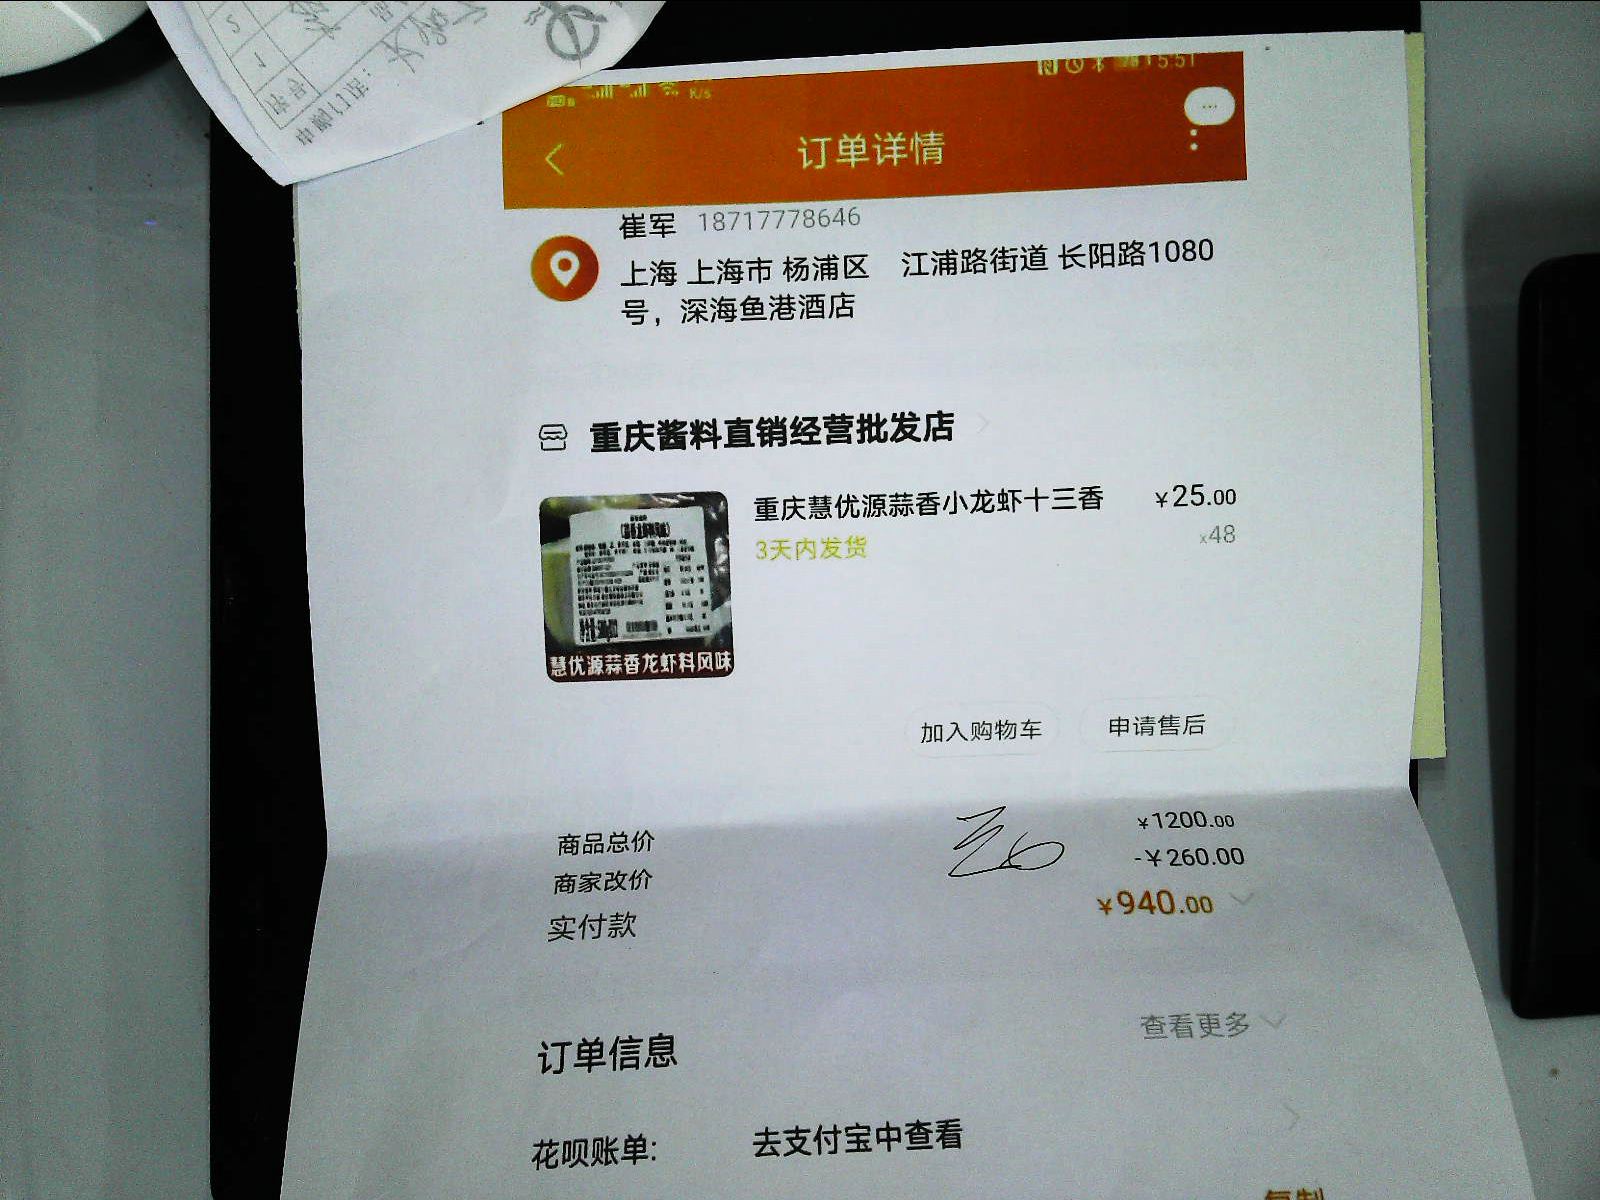 5:51
K/s
订单详情
崔军 18717778646
上海 上海市 杨浦区 江浦路街道 长阳路1080
号，深海鱼港酒店
重庆酱料直销经营批发店
重庆慧优源蒜香小龙虾十三香 ¥25.00
3天内发货 x48
慧优源蒜香龙虾料风味
加入购物车 申请售后
商品总价 ¥1200.00
商家改价 -¥260.00
实付款 ¥940.00
查看更多
订单信息
花呗账单: 去支付宝中查看
复制